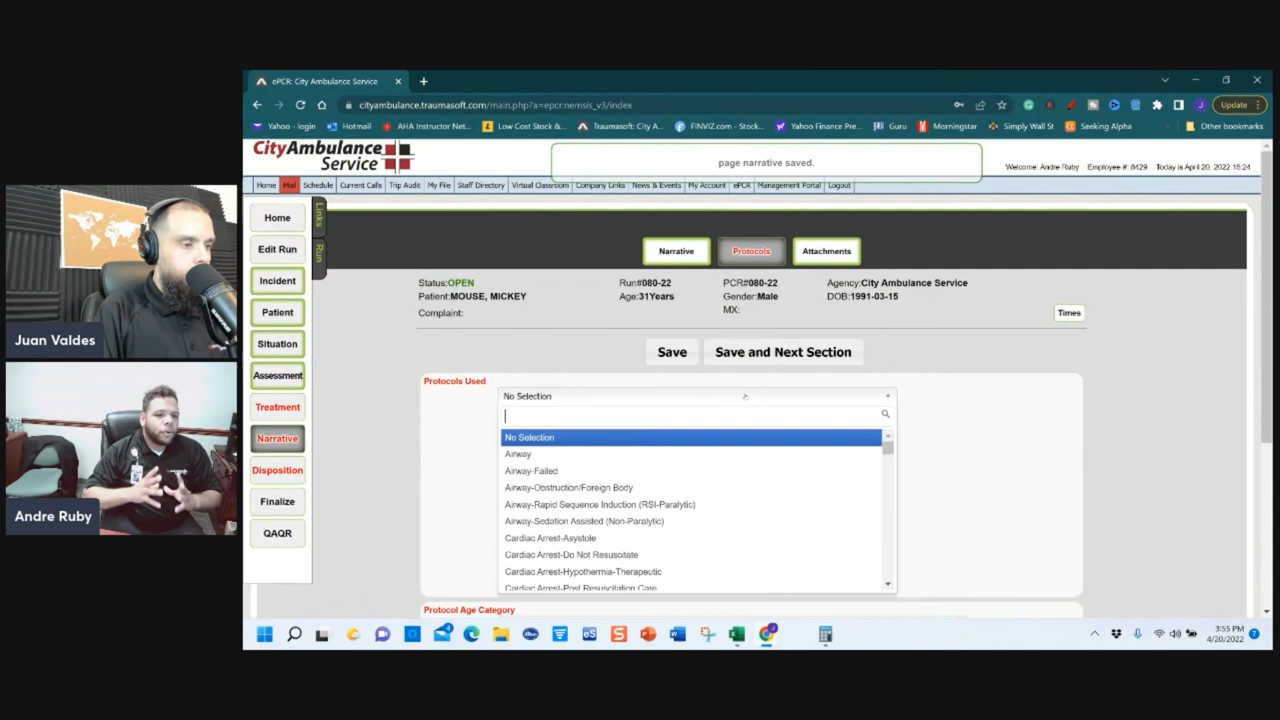 ePCR: City Ambulance Service
cityambulance.traumasoft.com/main.php?a=epcr:nemsis_v3/index
Update
Yahoo - login
Hotmail
AHA Instructor Net...
Low Cost Stock &...
Traumasoft: City A...
FINVIZ.com - Stock...
Yahoo Finance Pre...
Guru
Morningstar
Simply Wall St
Seeking Alpha
Other bookmarks
CityAmbulance
Service
page narrative saved.
Welcome: Andre Ruby Employee #: 8429 Today is April 20, 2022 15:24
Home Mail Schedule Current Calls Trip Audit My File Staff Directory Virtual Classroom Company Links News & Events My Account ePCR Management Portal Logout
Links
Run
Home
Edit Run
Incident
Patient
Situation
Assessment
Treatment
Narrative
Disposition
Finalize
QAQR
Narrative
Protocols
Attachments
Status:OPEN Run#080-22 PCR#080-22 Agency:City Ambulance Service
Patient:MOUSE, MICKEY Age:31Years Gender:Male DOB:1991-03-15
Complaint: MX:
Times
Save
Save and Next Section
Protocols Used
No Selection
No Selection
Airway
Airway-Failed
Airway-Obstruction/Foreign Body
Airway-Rapid Sequence Induction (RSI-Paralytic)
Airway-Sedation Assisted (Non-Paralytic)
Cardiac Arrest-Asystole
Cardiac Arrest-Do Not Resuscitate
Cardiac Arrest-Hypothermia-Therapeutic
Cardiac Arrest-Post Resuscitation Care
Protocol Age Category
Juan Valdes
Andre Ruby
3:55 PM
4/20/2022